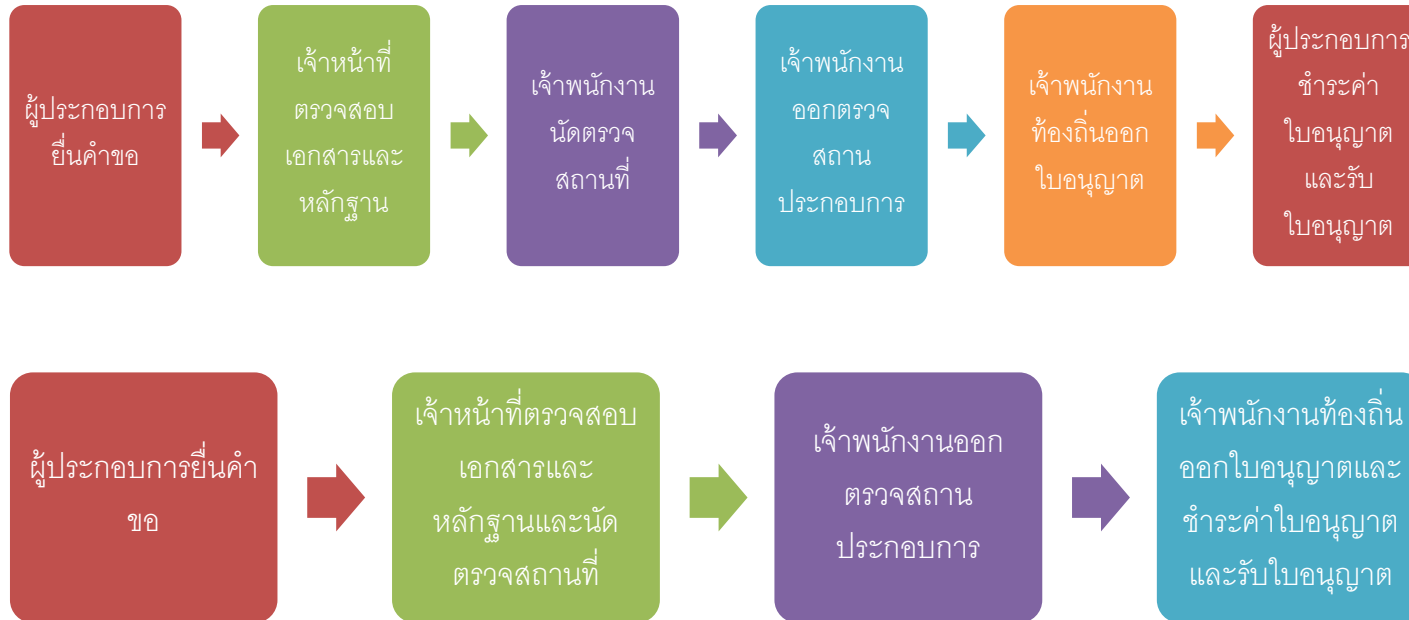 ผู้ประกอบการ
ยื่นคำขอ
เจ้าหน้าที่
ตรวจสอบ
เอกสารและ
หลักฐาน
เจ้าพนักงาน
นัดตรวจ
สถานที่
เจ้าพนักงาน
ออกตรวจ
สถาน
ประกอบการ
เจ้าพนักงาน
ท้องถิ่นออก
ใบอนุญาต
ผู้ประกอบการ
ชำระค่า
ใบอนุญาต
และรับ
ใบอนุญาต
ผู้ประกอบการยื่นคำ
ขอ
เจ้าหน้าที่ตรวจสอบ
เอกสารและ
หลักฐานและนัด
ตรวจสถานที่
เจ้าพนักงานออก
ตรวจสถาน
ประกอบการ
เจ้าพนักงานท้องถิ่น
ออกใบอนุญาตและ
ชำระค่าใบอนุญาต
และรับใบอนุญาต